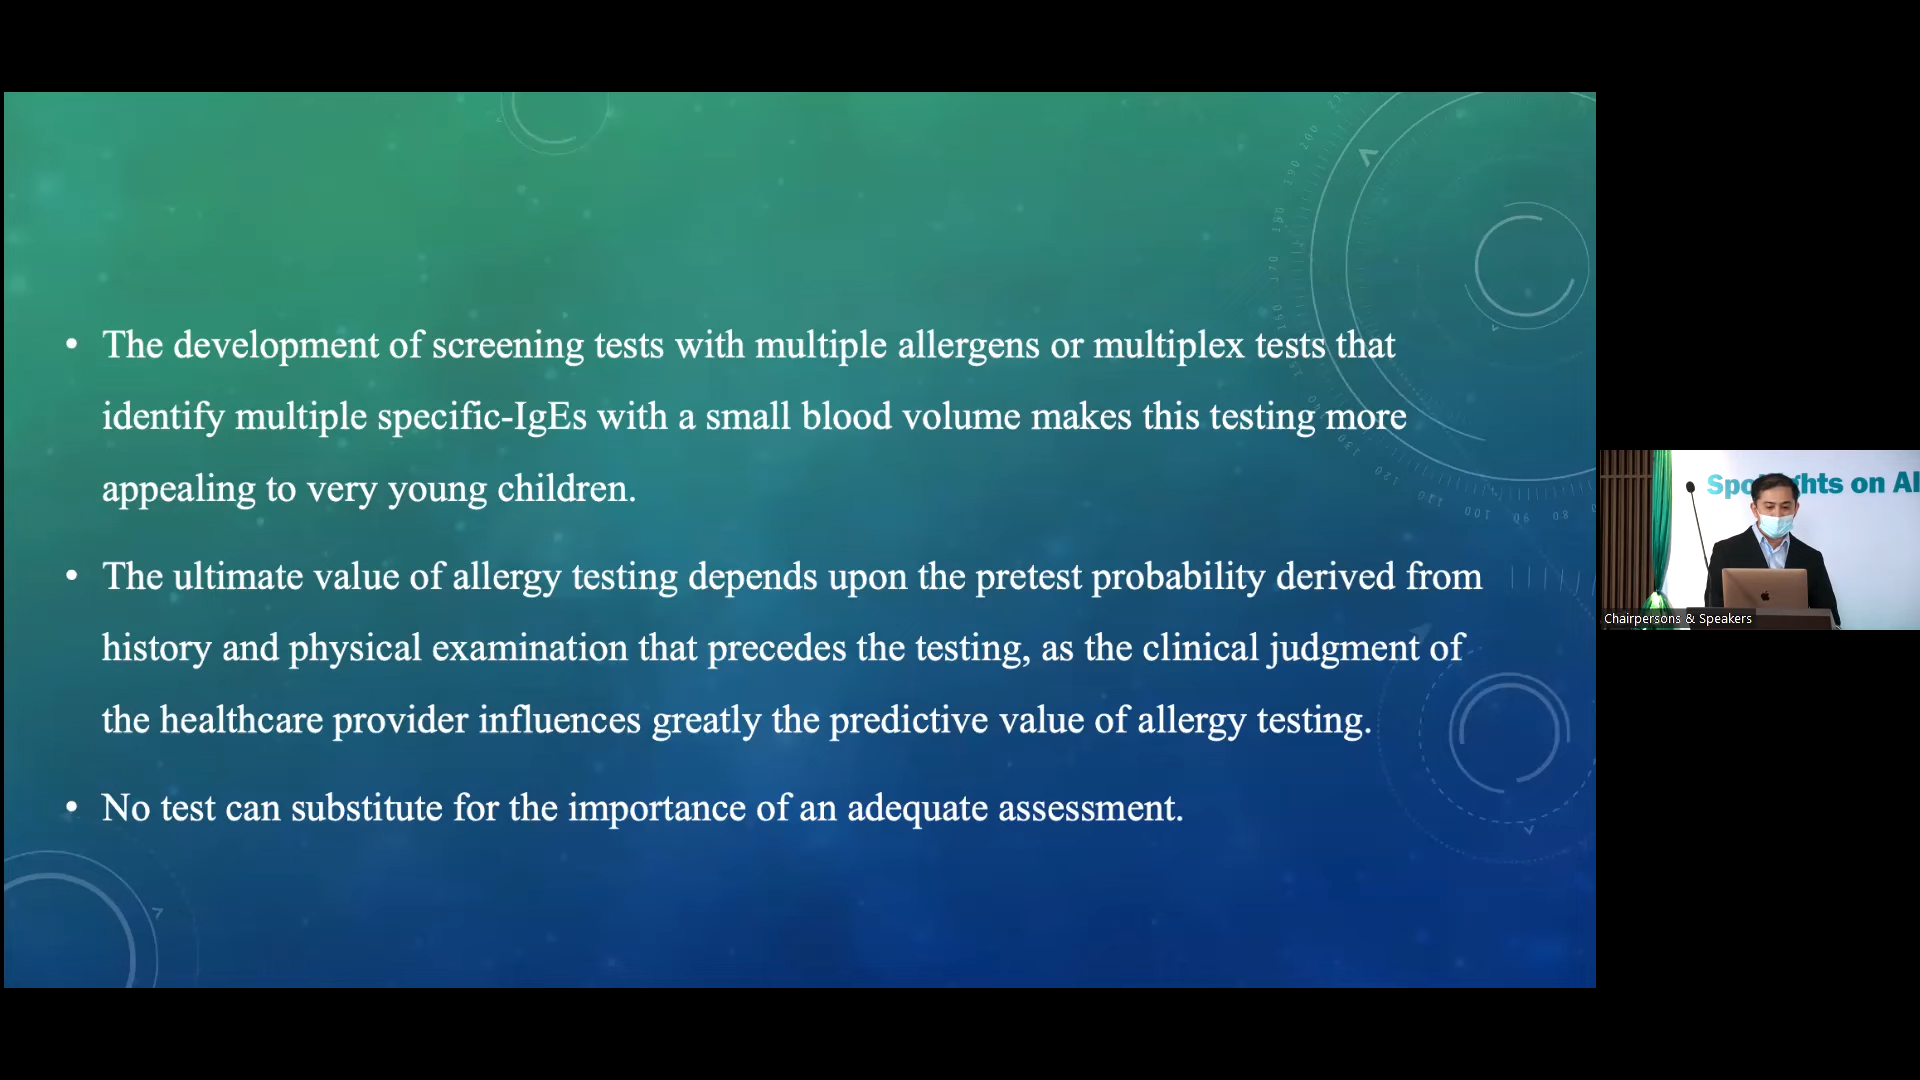 • The development of screening tests with multiple allergens or multiplex tests that
identify multiple specific-IgEs with a small blood volume makes this testing more
appealing to very young children.
• The ultimate value of allergy testing depends upon the pretest probability derived from
history and physical examination that precedes the testing, as the clinical judgment of
the healthcare provider influences greatly the predictive value of allergy testing.
• No test can substitute for the importance of an adequate assessment.
on Al
Chairpersons & Speakers